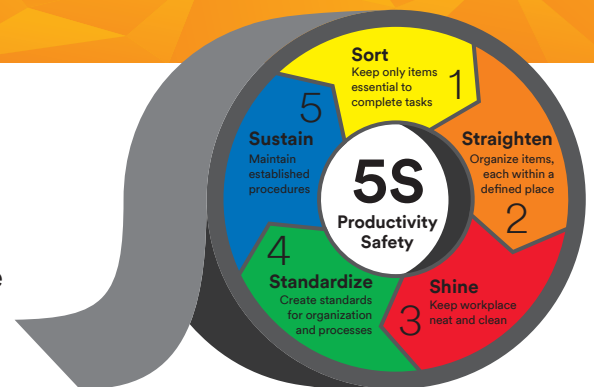 Sort
Keep only items
essential to
complete tasks
1
Straighten
Organize items,
each within a
defined place
2
Shine
Keep workplace
neat and clean
3
4
Standardize
Create standards
for organization
and processes
5
Sustain
Maintain
established
procedures
5S
Productivity
Safety
e